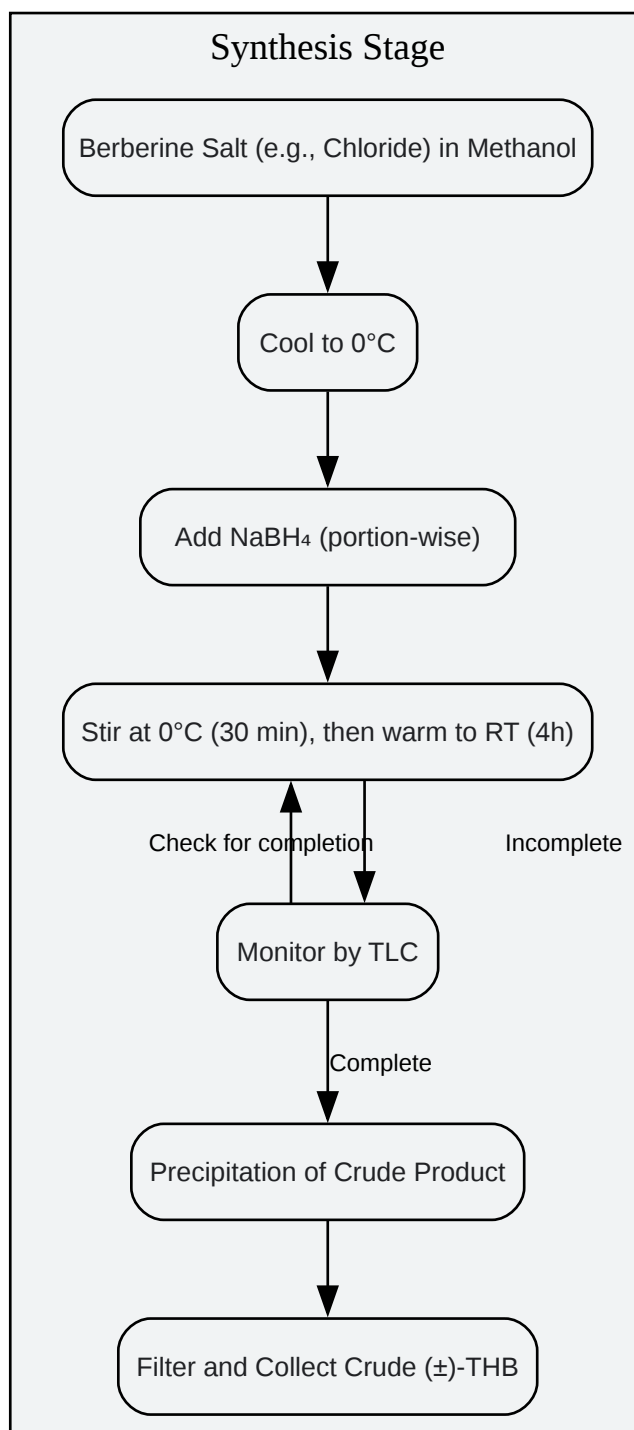 Synthesis Stage
Berberine Salt (e.g., Chloride) in Methanol
Cool to 0°C
Add NaBH₄ (portion-wise)
Stir at 0°C (30 min), then warm to RT (4h)
Check for completion
Incomplete
Monitor by TLC
Complete
Precipitation of Crude Product
Filter and Collect Crude (±)-THB